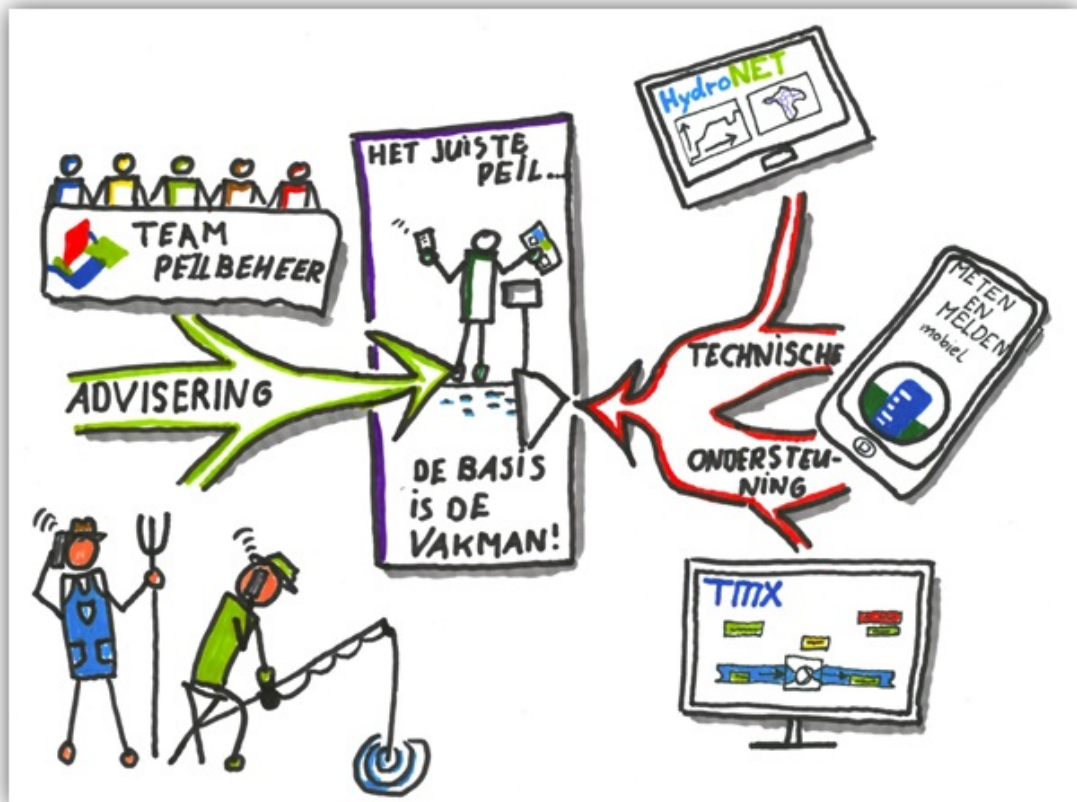 HydroNET
HET JUISTE
PEIL...
TEAM
PEILBEHEER
METEN
EN
MELDEN
mobiel
TECHNISCHE
ADVISERING
ONDERSTEU-
NING
DE BASIS
IS DE
VAKMAN!
TMX